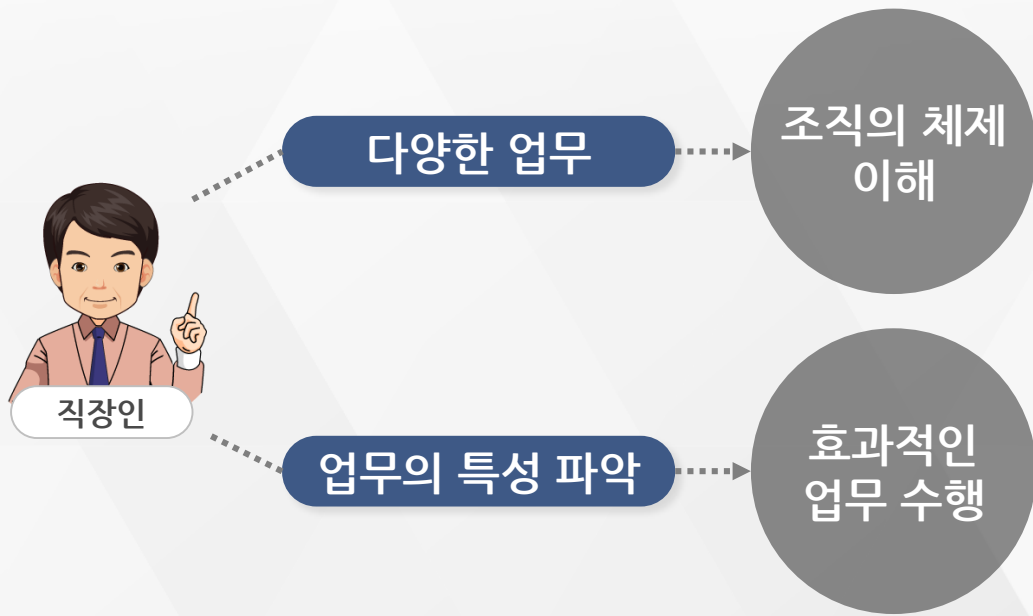 다양한 업무
조직의 체제
이해
직장인
업무의 특성 파악
효과적인
업무 수행